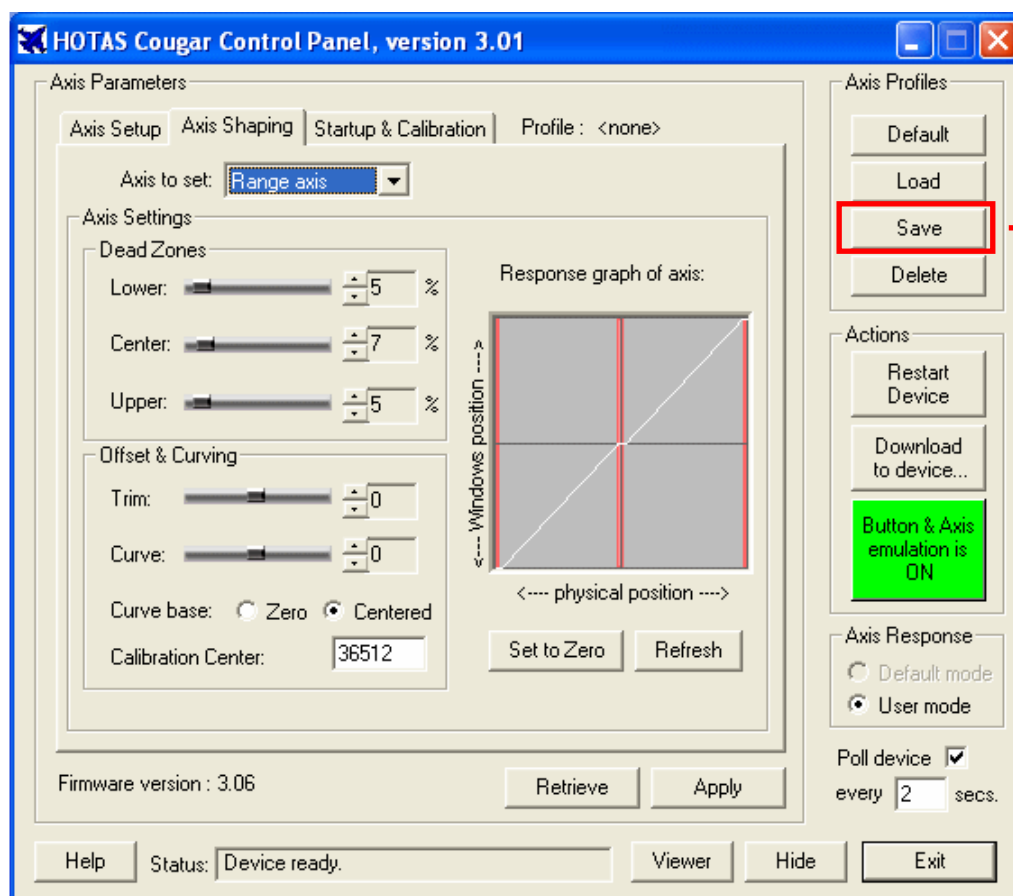 HOTAS Cougar Control Panel, version 3.01
Axis Parameters
Axis Setup
Axis Shaping
Startup & Calibration
Profile : <none>
Axis to set: Range axis
Axis Settings
Dead Zones
Lower: 5 %
Center: 7 %
Upper: 5 %
Offset & Curving
Trim: 0
Curve: 0
Curve base: Zero Centered
Calibration Center: 36512
Response graph of axis:
<--- Windows position --->
<---- physical position ---->
Set to Zero
Refresh
Firmware version : 3.06
Retrieve
Apply
Axis Profiles
Default
Load
Save
Delete
Actions
Restart
Device
Download
to device...
Button & Axis
emulation is
ON
Axis Response
Default mode
User mode
Poll device
every 2 secs.
Help
Status: Device ready.
Viewer
Hide
Exit